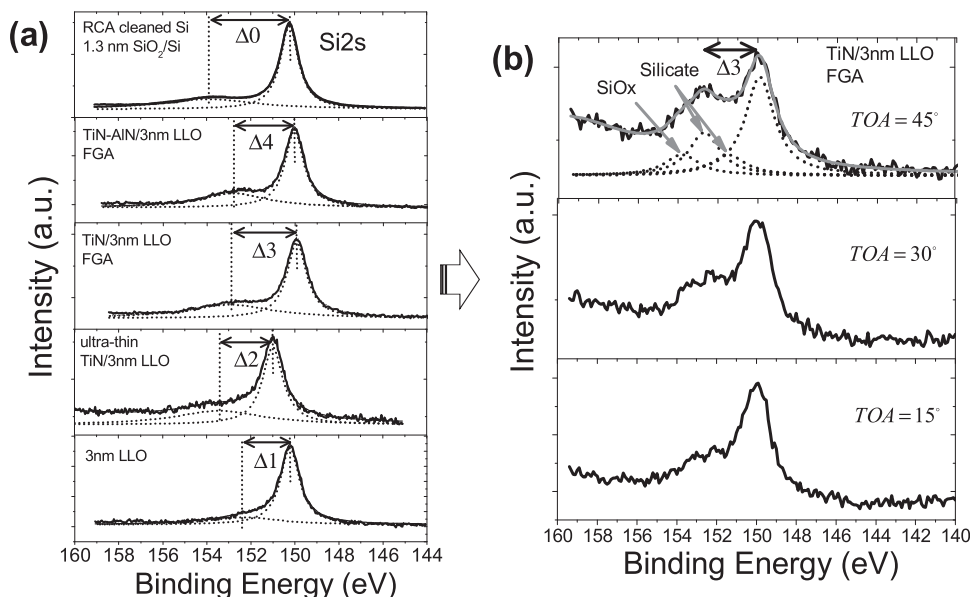 (a)
RCA cleaned Si
1.3 nm SiO2/Si
Δ0
Si2s
TiN-AlN/3nm LLO
FGA
Δ4
TiN/3nm LLO
FGA
Δ3
ultra-thin
TiN/3nm LLO
Δ2
3nm LLO
Δ1
160 158 156 154 152 150 148 146 144
Binding Energy (eV)
Intensity (a.u.)
(b)
Δ3
TiN/3nm LLO
FGA
Silicate
SiOx
TOA = 45°
TOA = 30°
TOA = 15°
160 158 156 154 152 150 148 146 144 142 140
Binding Energy (eV)
Intensity (a.u.)